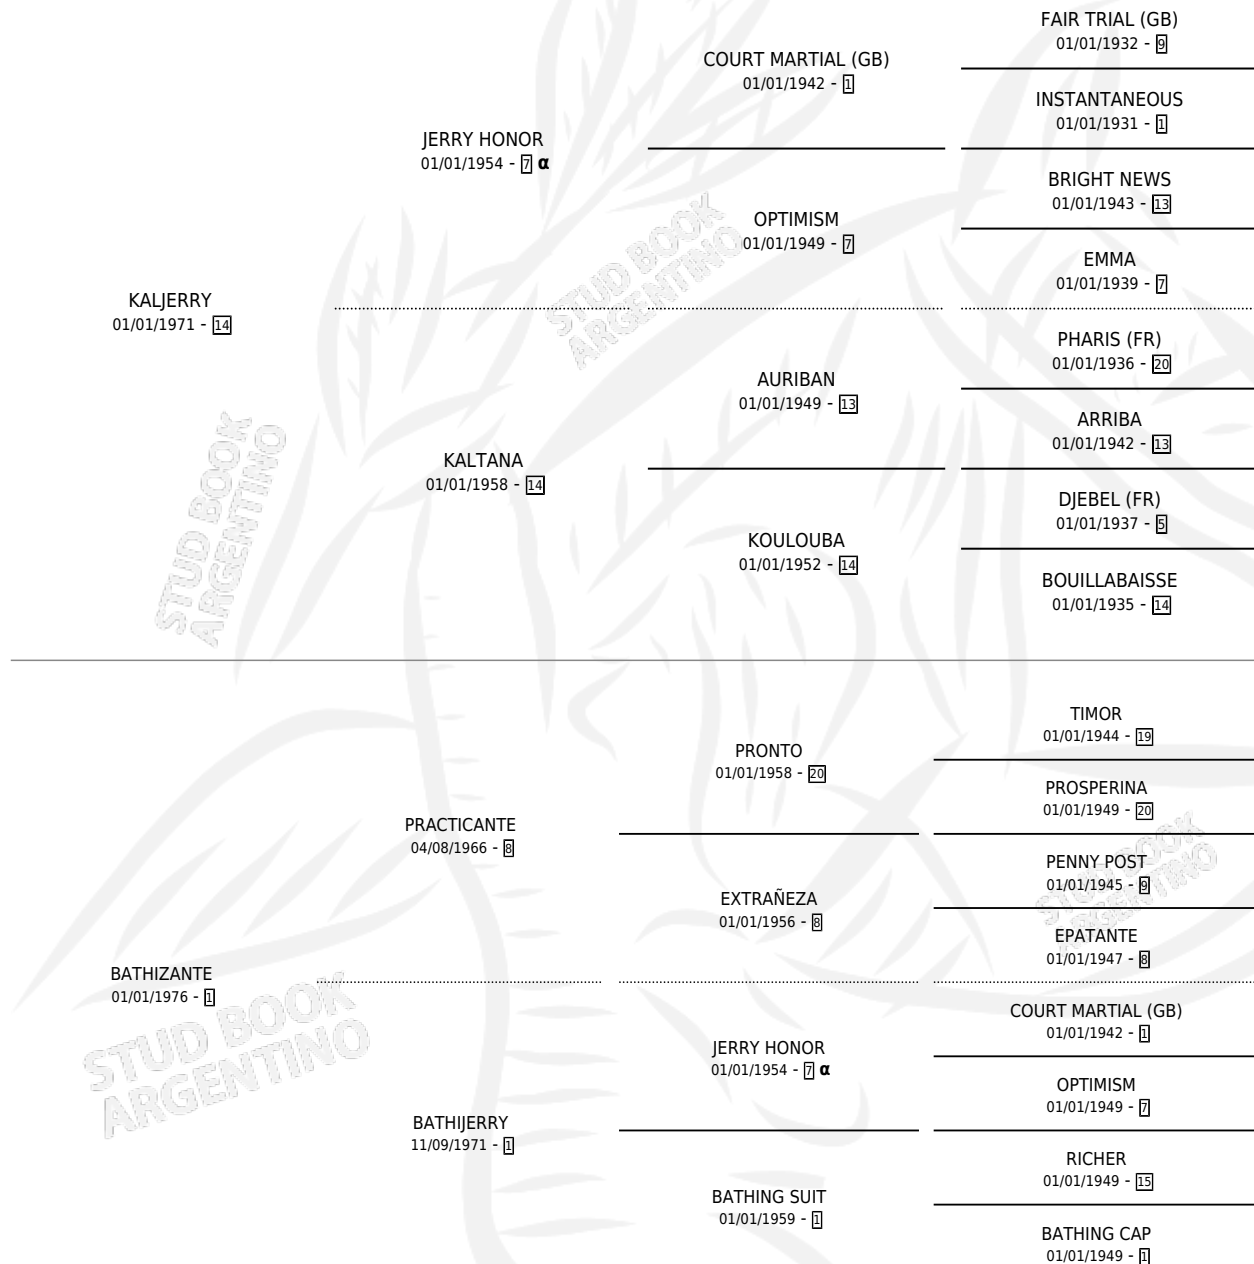 FAIR TRIAL (GB)
01/01/1932 - 9
COURT MARTIAL (GB)
01/01/1942 - 1
INSTANTANEOUS
01/01/1931 - 1
JERRY HONOR
01/01/1954 - 7 α
BRIGHT NEWS
01/01/1943 - 13
OPTIMISM
01/01/1949 - 7
EMMA
01/01/1939 - 7
KALJERRY
01/01/1971 - 14
PHARIS (FR)
01/01/1936 - 20
AURIBAN
01/01/1949 - 13
ARRIBA
01/01/1942 - 13
KALTANA
01/01/1958 - 14
DJEBEL (FR)
01/01/1937 - 5
KOULOUBA
01/01/1952 - 14
BOUILLABAISSE
01/01/1935 - 14
TIMOR
01/01/1944 - 19
PRONTO
01/01/1958 - 20
PROSPERINA
01/01/1949 - 20
PRACTICANTE
04/08/1966 - 8
PENNY POST
01/01/1945 - 9
EXTRAÑEZA
01/01/1956 - 8
EPATANTE
01/01/1947 - 8
BATHIZANTE
01/01/1976 - 1
COURT MARTIAL (GB)
01/01/1942 - 1
JERRY HONOR
01/01/1954 - 7 α
OPTIMISM
01/01/1949 - 7
BATHIJERRY
11/09/1971 - 1
RICHER
01/01/1949 - 15
BATHING SUIT
01/01/1959 - 1
BATHING CAP
01/01/1949 - 1
STUD BOOK
ARGENTINO
STUD BOOK
ARGENTINO
STUD BOOK
ARGENTINO
STUD BOOK
ARGENTINO